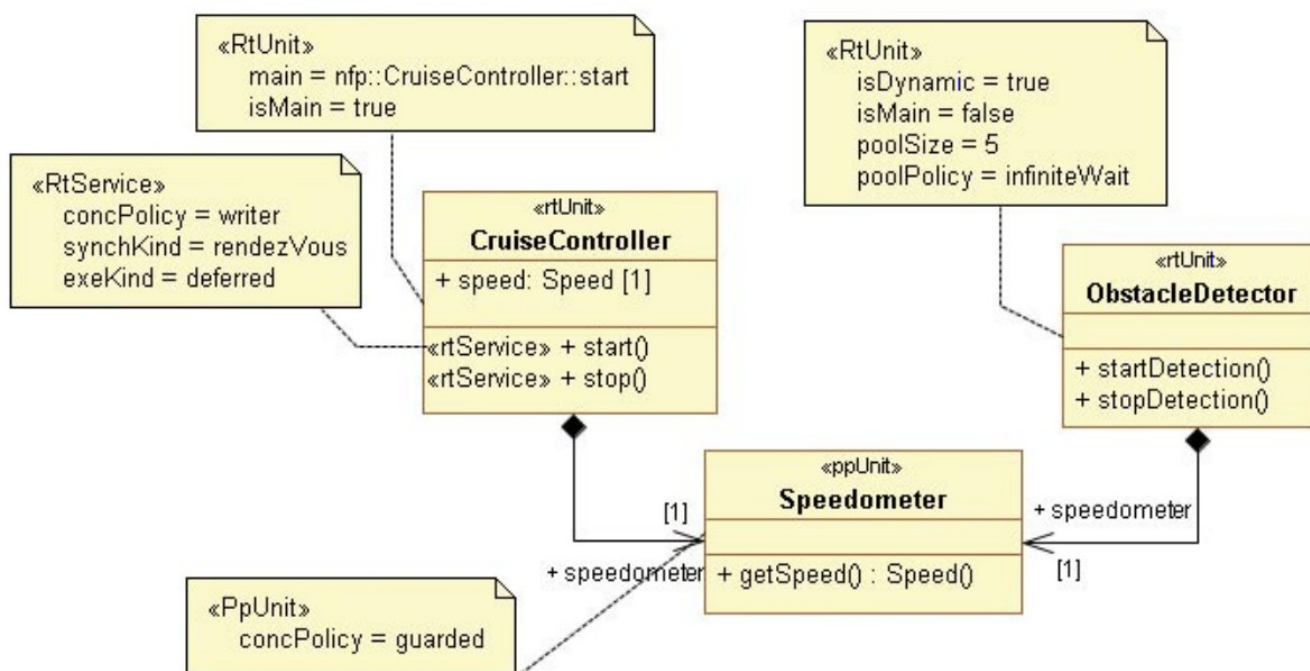 «RtUnit»
main = nfp::CruiseController::start
isMain = true
«RtUnit»
isDynamic = true
isMain = false
poolSize = 5
poolPolicy = infiniteWait
«RtService»
concPolicy = writer
synchKind = rendezVous
exeKind = deferred
«rtUnit»
CruiseController
+ speed: Speed [1]
«rtService» + start()
«rtService» + stop()
«rtUnit»
ObstacleDetector
+ startDetection()
+ stopDetection()
«ppUnit»
Speedometer
+ getSpeed() : Speed()
[1]
+ speedometer
+ speedometer
[1]
«PpUnit»
concPolicy = guarded